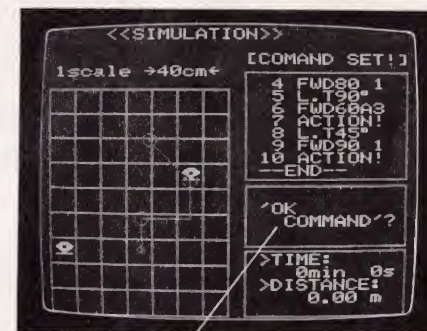 <<SIMULATION>>
1scale →40cm←
[COMAND SET!]
4 FWD80 1
5 L.T90°
6 FWD60A3
7 ACTION!
8 L.T45°
9 FWD90 1
10 ACTION!
--END--
'OK
COMMAND'?
>TIME:
0min 0s
>DISTANCE:
0.00 m